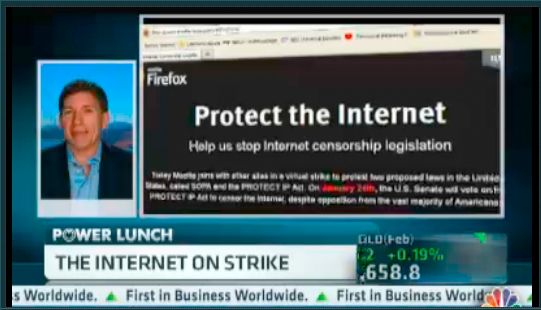 Firefox
Protect the Internet
Help us stop Internet censorship legislation
Today Mozilla joins with other sites in a virtual strike to protest two proposed laws in the United
States, called SOPA and the PROTECT IP Act. On January 24th, the U.S. Senate will vote on
PROTECT IP Act to censor the Internet, despite opposition from the vast majority of Americans
POWER LUNCH
THE INTERNET ON STRIKE
GLD(Feb)
+0.19%
658.8
s Worldwide. ▲ First in Business Worldwide. ▲ First in Business World